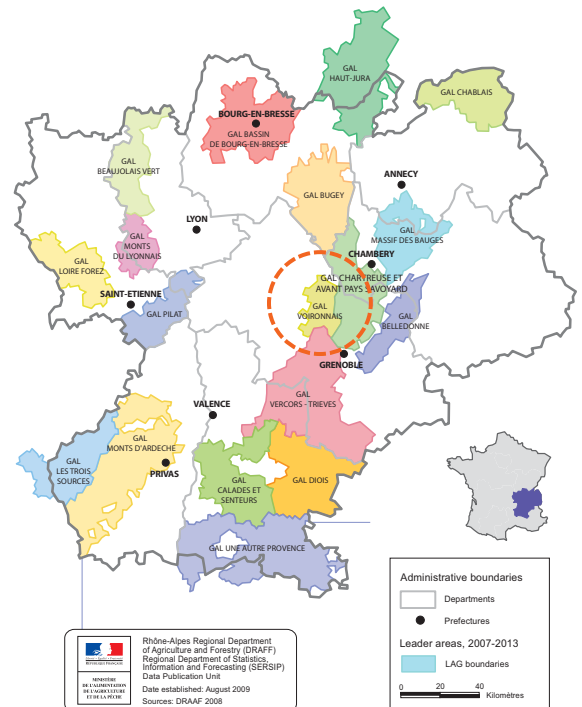 GAL
HAUT-JURA
GAL CHABLAIS
BOURG-EN-BRESSE
GAL BASSIN
DE BOURG-EN-BRESSE
GAL
BEAUJOLAIS VERT
ANNECY
GAL BUGEY
LYON
GAL
MASSIF DES BAUGES
GAL
MONTS
DU LYONNAIS
CHAMBERY
GAL
LOIRE FOREZ
GAL CHARTREUSE ET
AVANT PAYS SAVOYARD
SAINT-ETIENNE
GAL PILAT
GAL
VOIRONNAIS
GAL
BELLEDONNE
GRENOBLE
GAL
VERCORS - TRIEVES
VALENCE
GAL
MONTS D'ARDECHE
GAL
LES TROIS
SOURCES
PRIVAS
GAL
CALADES ET
SENTEURS
GAL DIOIS
GAL UNE AUTRE PROVENCE
Administrative boundaries
Departments
Prefectures
Leader areas, 2007-2013
LAG boundaries
0 20 40
Kilomètres
RÉPUBLIQUE FRANÇAISE
MINISTÈRE
DE L'ALIMENTATION
DE L'AGRICULTURE
ET DE LA PÊCHE
Rhône-Alpes Regional Department
of Agriculture and Forestry (DRAFF)
Regional Department of Statistics,
Information and Forecasting (SERSIP)
Data Publication Unit
Date established: August 2009
Sources: DRAAF 2008